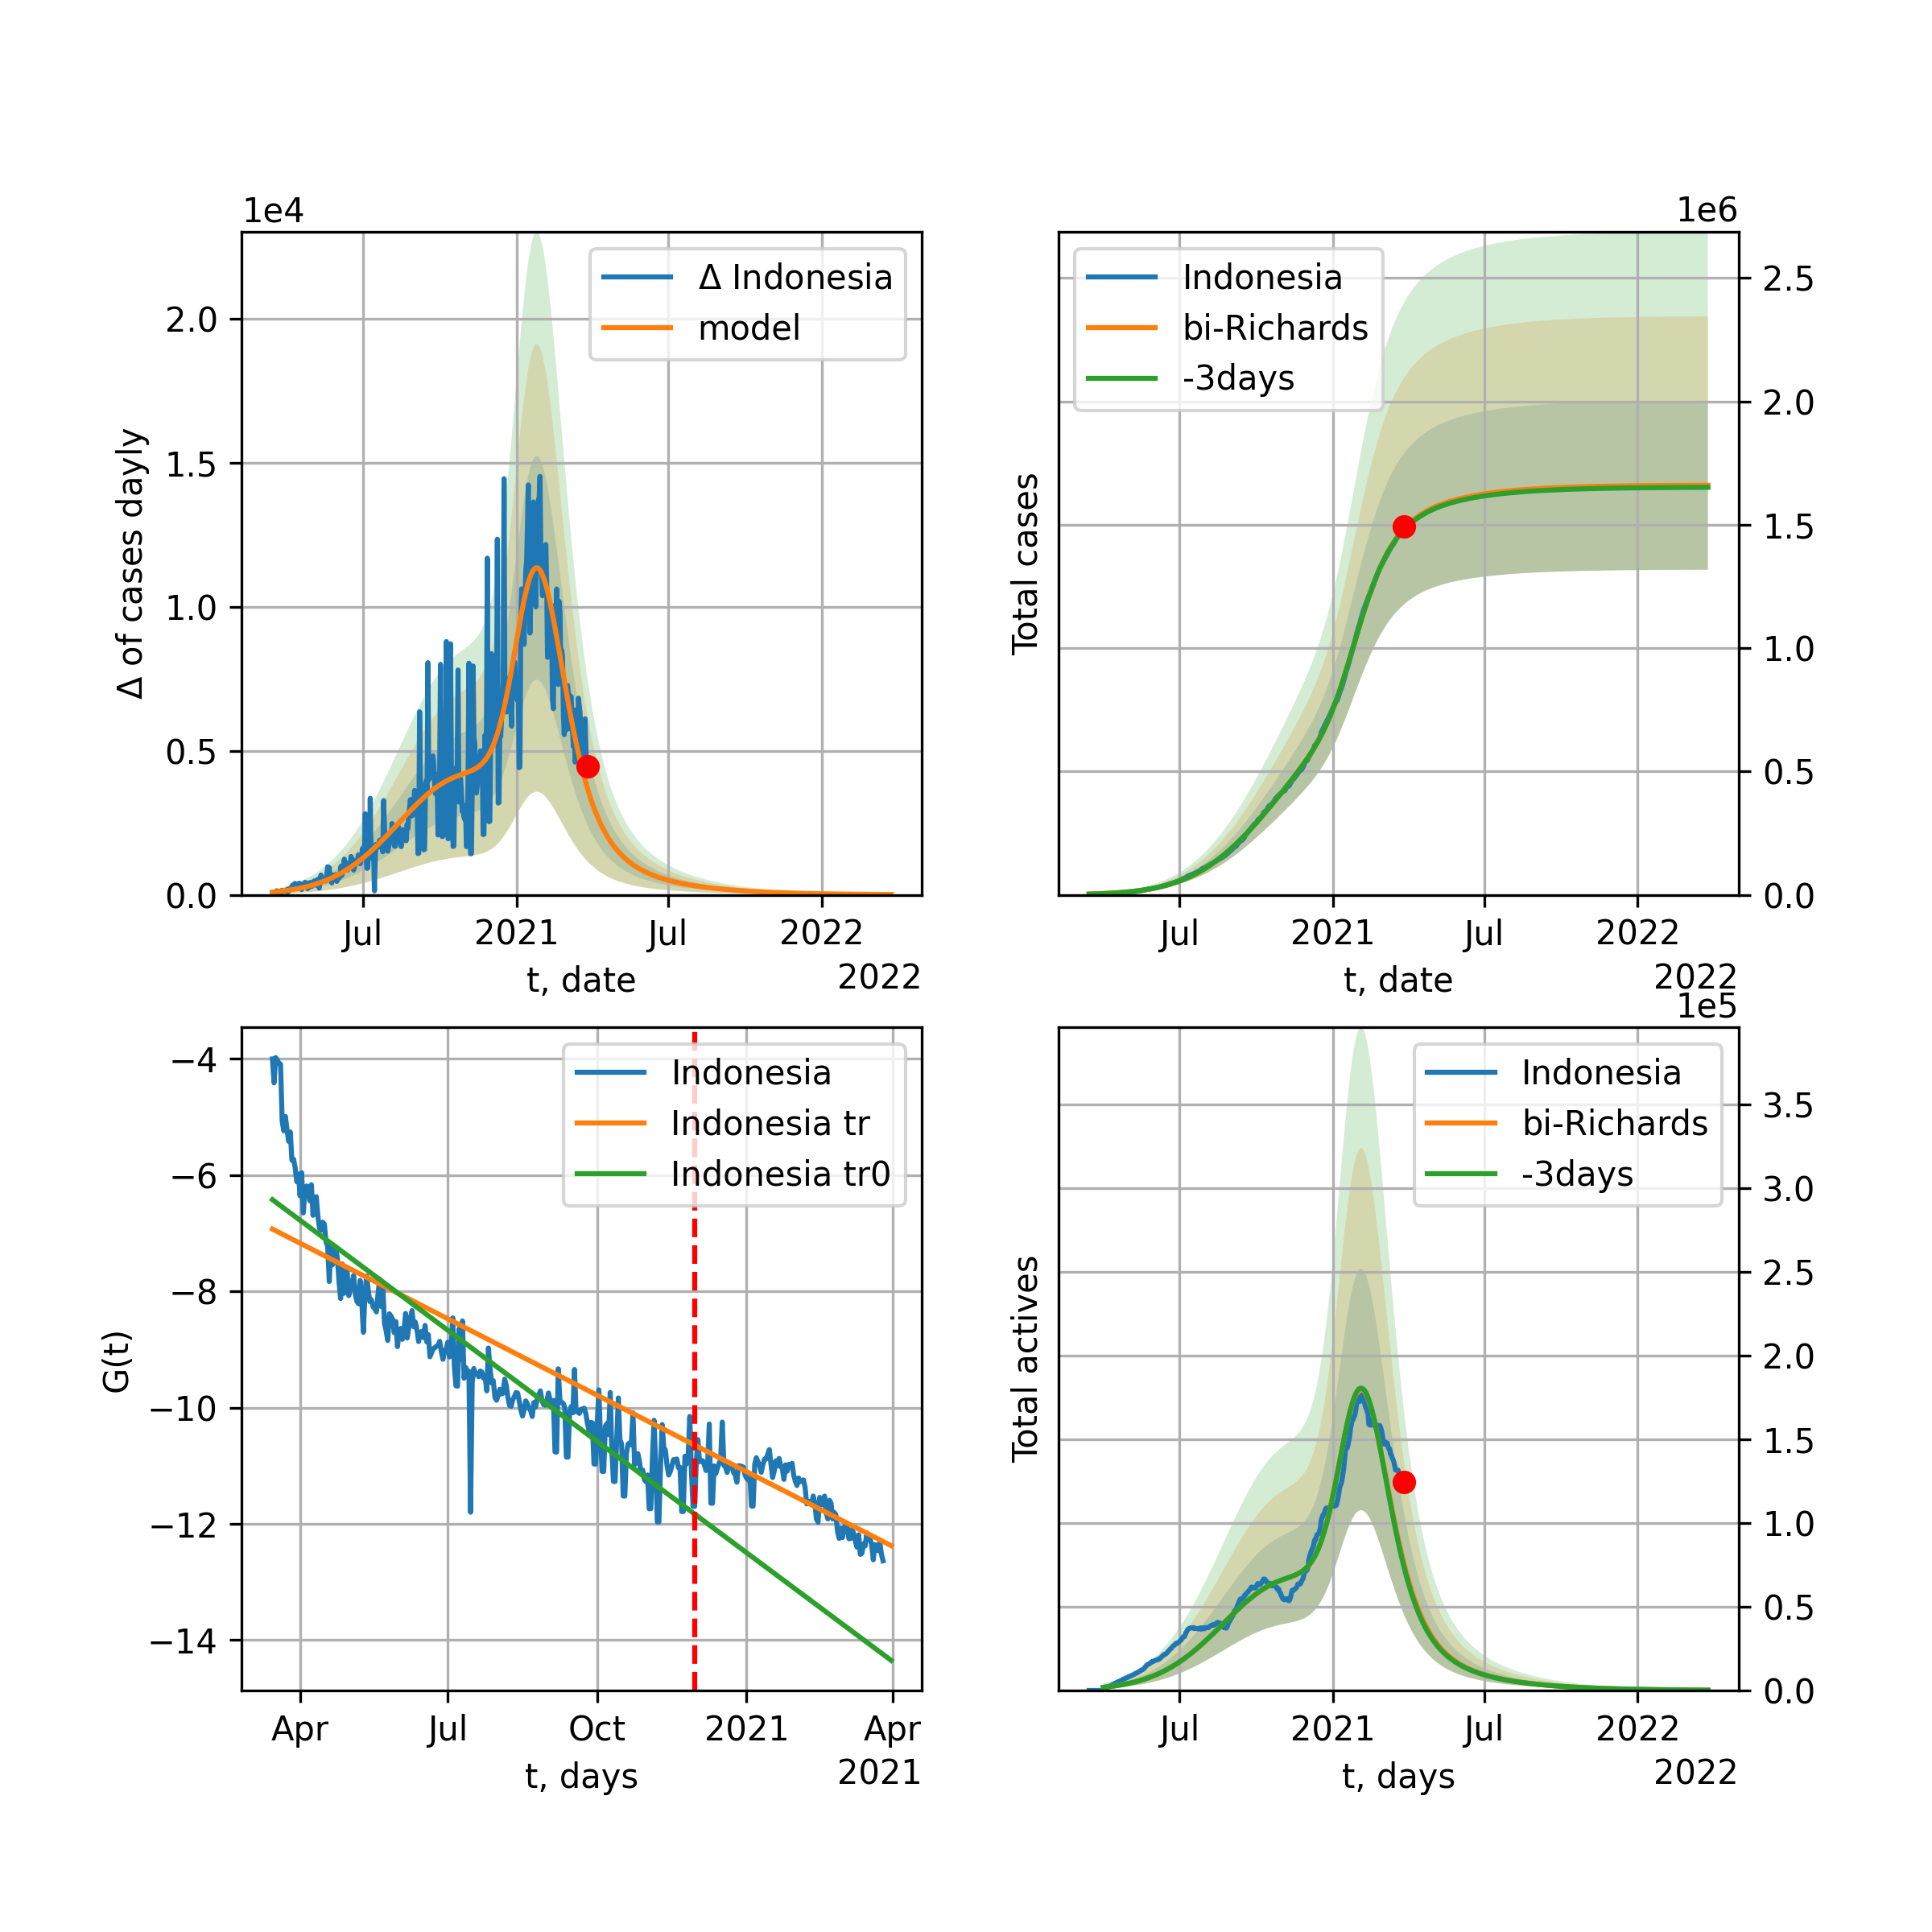 1e4
Δ Indonesia
model
2.0
1.5
1.0
0.5
0.0
Δ of cases dayly
Jul
2021
Jul
2022
t, date
2022
1e6
Indonesia
bi-Richards
-3days
2.5
2.0
1.5
1.0
0.5
0.0
Total cases
Jul
2021
Jul
2022
t, date
2022
Indonesia
Indonesia tr
Indonesia tr0
−4
−6
−8
−10
−12
−14
G(t)
Apr
Jul
Oct
2021
Apr
t, days
2021
1e5
Indonesia
bi-Richards
-3days
3.5
3.0
2.5
2.0
1.5
1.0
0.5
0.0
Total actives
Jul
2021
Jul
2022
t, days
2022